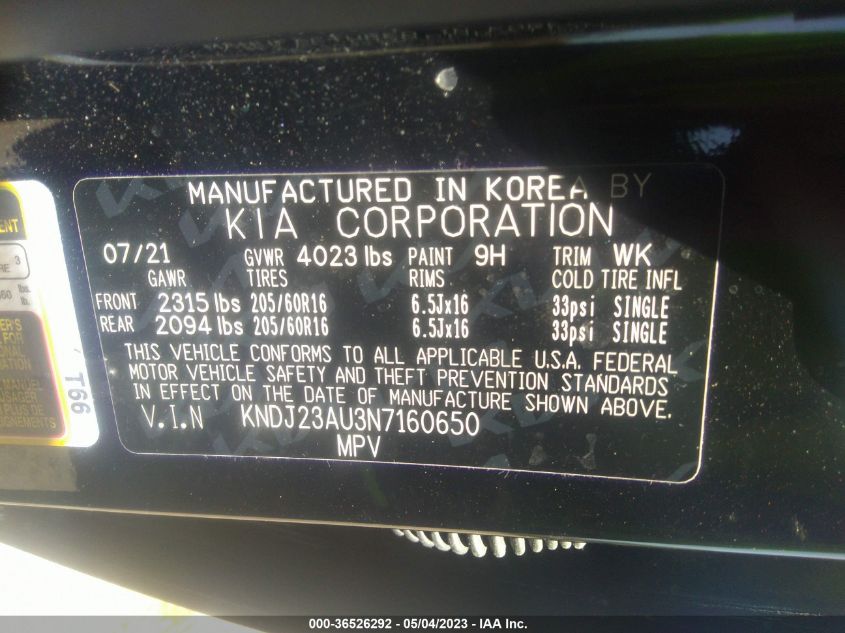 MANUFACTURED IN KOREA BY
KIA CORPORATION
07/21 GVWR 4023 lbs PAINT 9H TRIM WK
GAWR TIRES RIMS COLD TIRE INFL
FRONT 2315 lbs 205/60R16 6.5Jx16 33psi SINGLE
REAR 2094 lbs 205/60R16 6.5Jx16 33psi SINGLE
THIS VEHICLE CONFORMS TO ALL APPLICABLE U.S.A. FEDERAL
MOTOR VEHICLE SAFETY AND THEFT PREVENTION STANDARDS
IN EFFECT ON THE DATE OF MANUFACTURE SHOWN ABOVE.
V.I.N KNDJ23AU3N7160650
MPV
T66
000-36526292 - 05/04/2023 - IAA Inc.